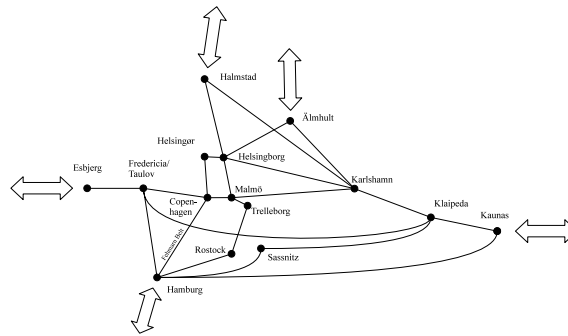 Halmstad
Älmhult
Helsingør
Helsingborg
Esbjerg
Fredericia/
Taulov
Karlshamn
Copen-
hagen
Malmö
Trelleborg
Klaipeda
Kaunas
Fehmarn Belt
Rostock
Sassnitz
Hamburg